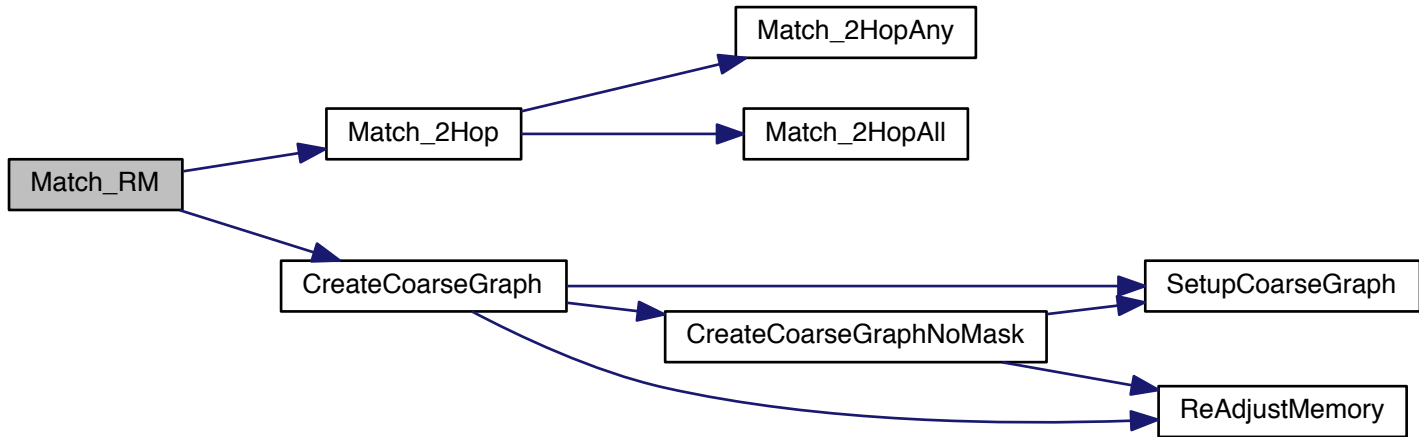 Match_2HopAny
Match_2Hop
Match_2HopAll
Match_RM
CreateCoarseGraph
SetupCoarseGraph
CreateCoarseGraphNoMask
ReAdjustMemory